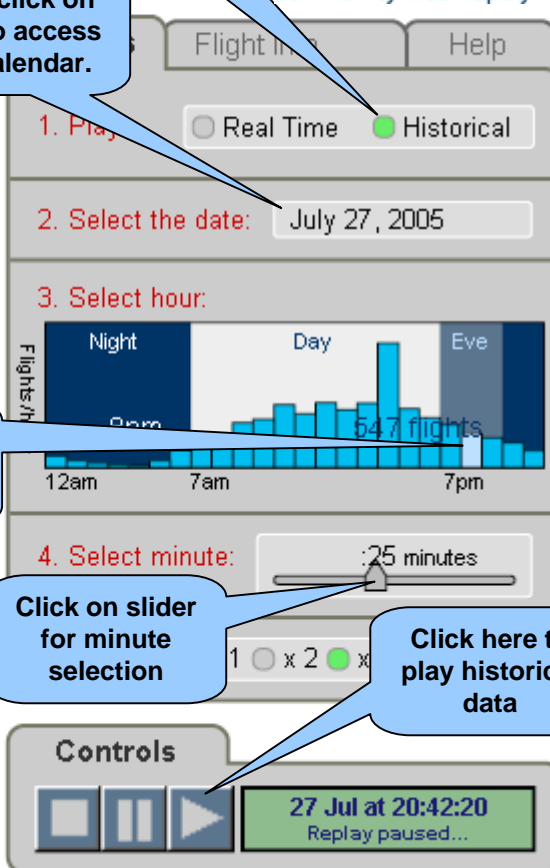 click on
access
alendar.
Flight
Help
1.
Real Time
Historical
2. Select the date:
July 27, 2005
3. Select hour:
Night
Day
Eve
Flights/h
8pm
547 flights
12am
7am
7pm
4. Select minute:
:25 minutes
Click on slider
for minute
selection
1
x 2
x
Click here t
play historic
data
Controls
27 Jul at 20:42:20
Replay paused...